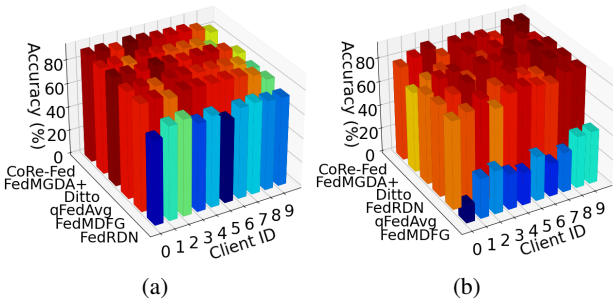 Accuracy (%)
80
60
40
20
0
CoRe-Fed
FedMGDA+
Ditto
qFedAvg
FedMDFG
FedRDN
0 1 2 3 4 5 6 7 8 9
Client ID
(a)
Accuracy (%)
80
60
40
20
0
CoRe-Fed
FedMGDA+
Ditto
FedRDN
qFedAvg
FedMDFG
0 1 2 3 4 5 6 7 8 9
Client ID
(b)